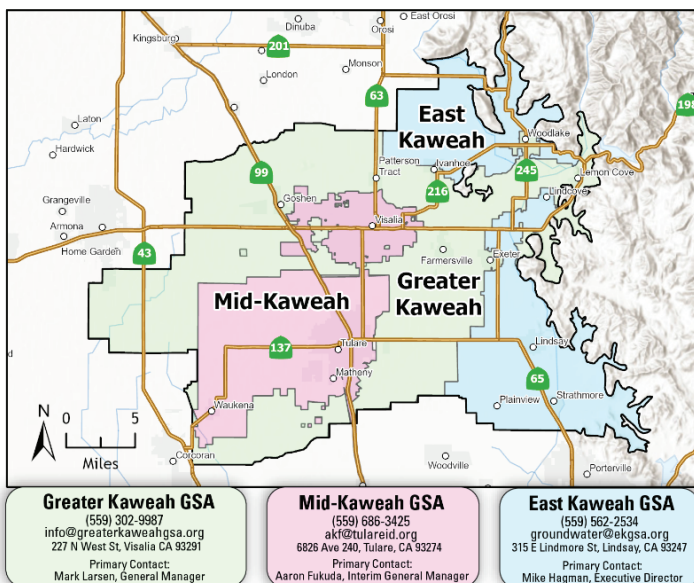 Dinuba
Orosi
East Orosi
Kingsburg
201
London
Monson
63
198
Laton
Hardwick
East
Kaweah
Woodlake
Patterson
Tract
Ivanhoe
245
Lemon Cove
99
216
Grangeville
Goshen
Lindcove
Armona
Visalia
Home Garden
43
Farmersville
Exeter
Mid-Kaweah
Greater
Kaweah
137
Tulare
Lindsay
Matheny
65
Waukena
Plainview
Strathmore
N
0 5
Miles
Corcoran
Woodville
Porterville
d
Greater Kaweah GSA
(559) 302-9987
info@greaterkaweahgsa.org
227 N West St, Visalia CA 93291
Primary Contact:
Mark Larsen, General Manager
Mid-Kaweah GSA
(559) 686-3425
akf@tulareid.org
6826 Ave 240, Tulare, CA 93274
Primary Contact:
Aaron Fukuda, Interim General Manager
East Kaweah GSA
(559) 562-2534
groundwater@ekgsa.org
315 E Lindmore St, Lindsay, CA 93247
Primary Contact:
Mike Hagman, Executive Director